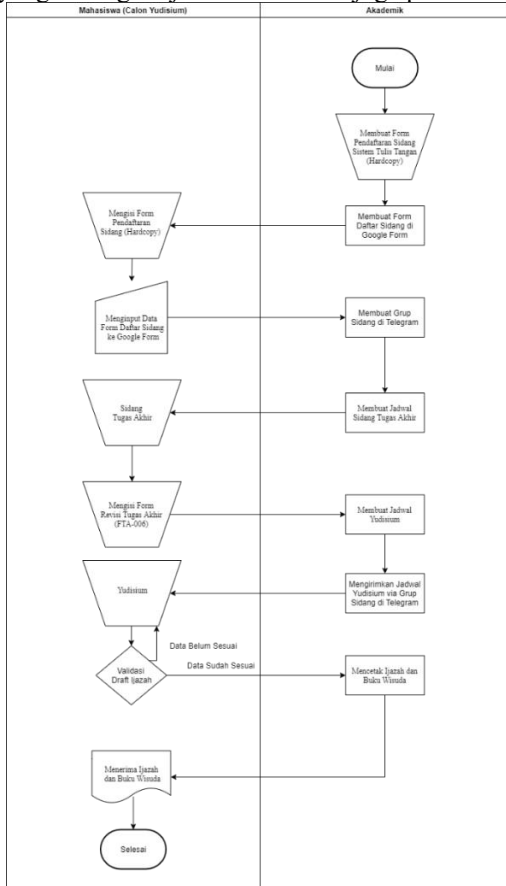 Mahasiswa (Calon Yudisium)
Akademik
Mulai
Membuat Form
Pendaftaran Sidang
Sistem Tulis Tangan
(Hardcopy)
Membuat Form
Daftar Sidang di
Google Form
Mengisi Form
Pendaftaran
Sidang (Hardcopy)
Menginput Data
Form Daftar Sidang
ke Google Form
Membuat Grup
Sidang di Telegram
Membuat Jadwal
Sidang Tugas Akhir
Sidang
Tugas Akhir
Mengisi Form
Revisi Tugas Akhir
(FTA-006)
Membuat Jadwal
Yudisium
Mengirimkan Jadwal
Yudisium via Grup
Sidang di Telegram
Yudisium
Data Belum Sesuai
Validasi
Draft Ijazah
Data Sudah Sesuai
Mencetak Ijazah dan
Buku Wisuda
Menerima Ijazah
dan Buku Wisuda
Selesai